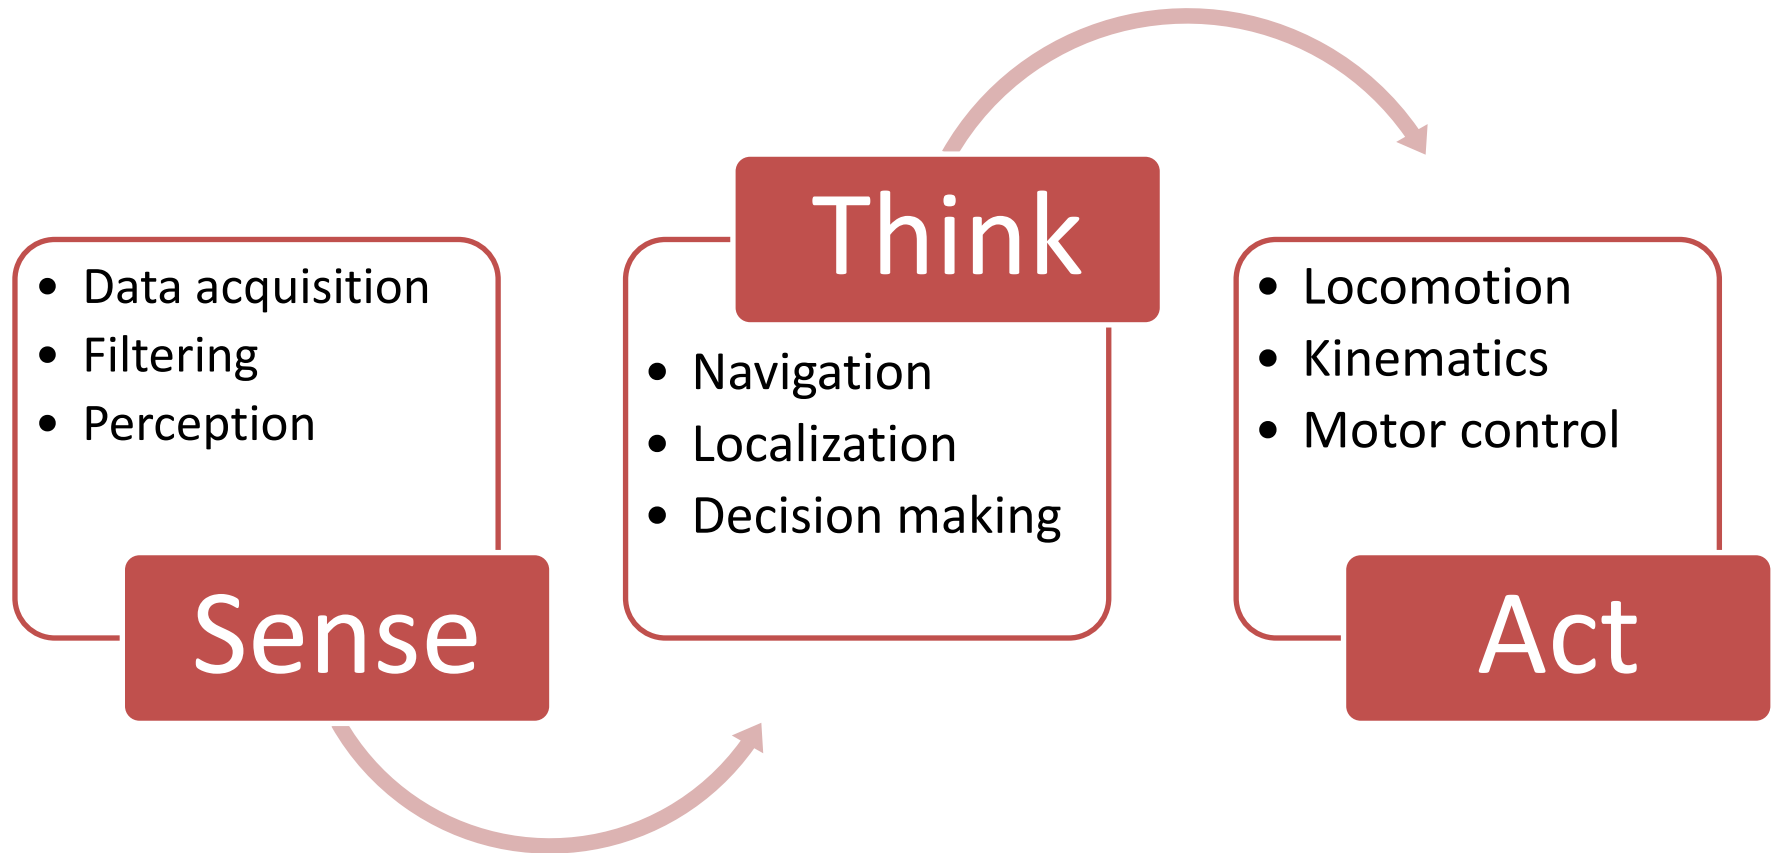 • Data acquisition
• Filtering
• Perception
Sense
Think
• Navigation
• Localization
• Decision making
• Locomotion
• Kinematics
• Motor control
Act